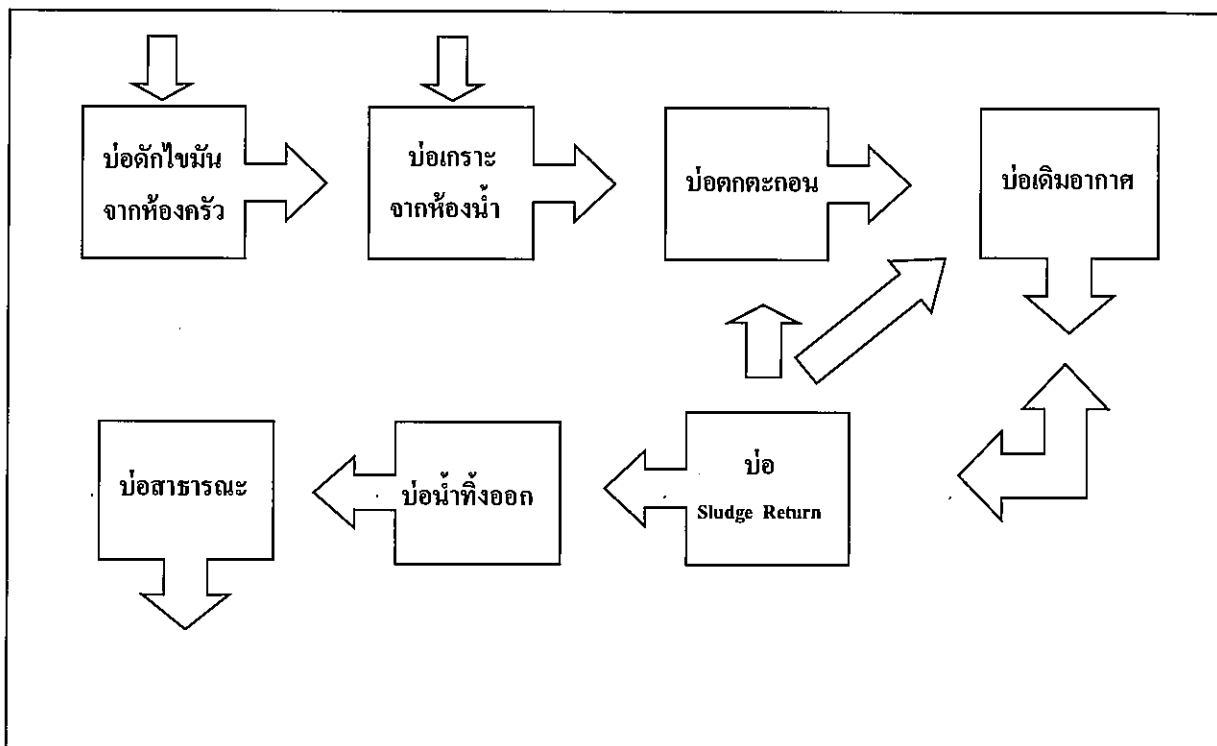 บ่อดักไขมัน
จากห้องครัว
บ่อเกราะ
จากห้องน้ำ
บ่อตกตะกอน
บ่อเติมอากาศ
บ่อสาธารณะ
บ่อน้ำทิ้งออก
บ่อ
Sludge Return